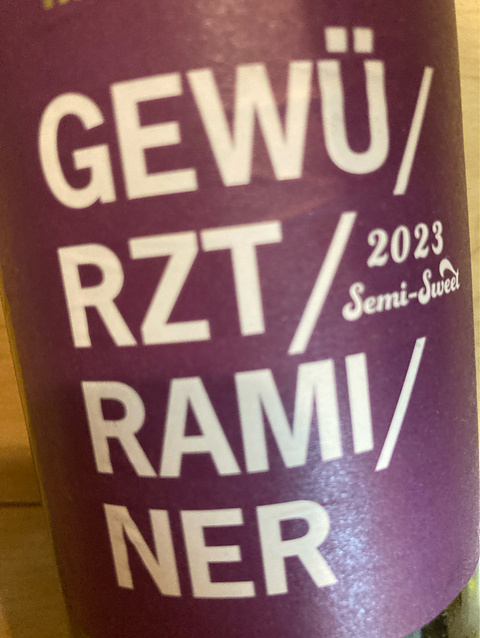 GEWÜ/
RZT/
2023
Semi-Sweet
RAMI/
NER